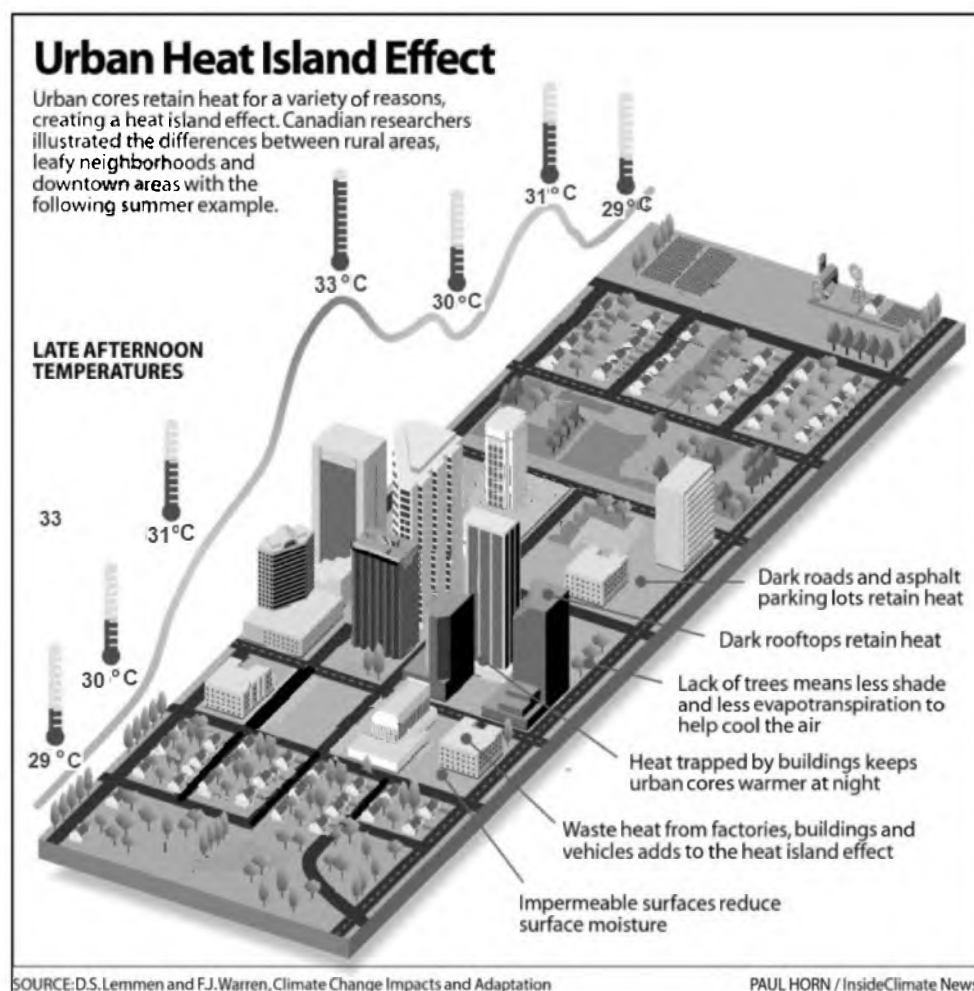 Urban Heat Island Effect
Urban cores retain heat for a variety of reasons,
creating a heat island effect. Canadian researchers
illustrated the differences between rural areas,
leafy neighborhoods and
downtown areas with the
following summer example.
31 °C
29 °C
33 °C
30 °C
LATE AFTERNOON
TEMPERATURES
33
31 °C
30 °C
29 °C
Dark roads and asphalt
parking lots retain heat
Dark rooftops retain heat
Lack of trees means less shade
and less evapotranspiration to
help cool the air
Heat trapped by buildings keeps
urban cores warmer at night
Waste heat from factories, buildings and
vehicles adds to the heat island effect
Impermeable surfaces reduce
surface moisture
SOURCE: D.S. Lemmen and F.J. Warren, Climate Change Impacts and Adaptation
PAUL HORN / InsideClimate News